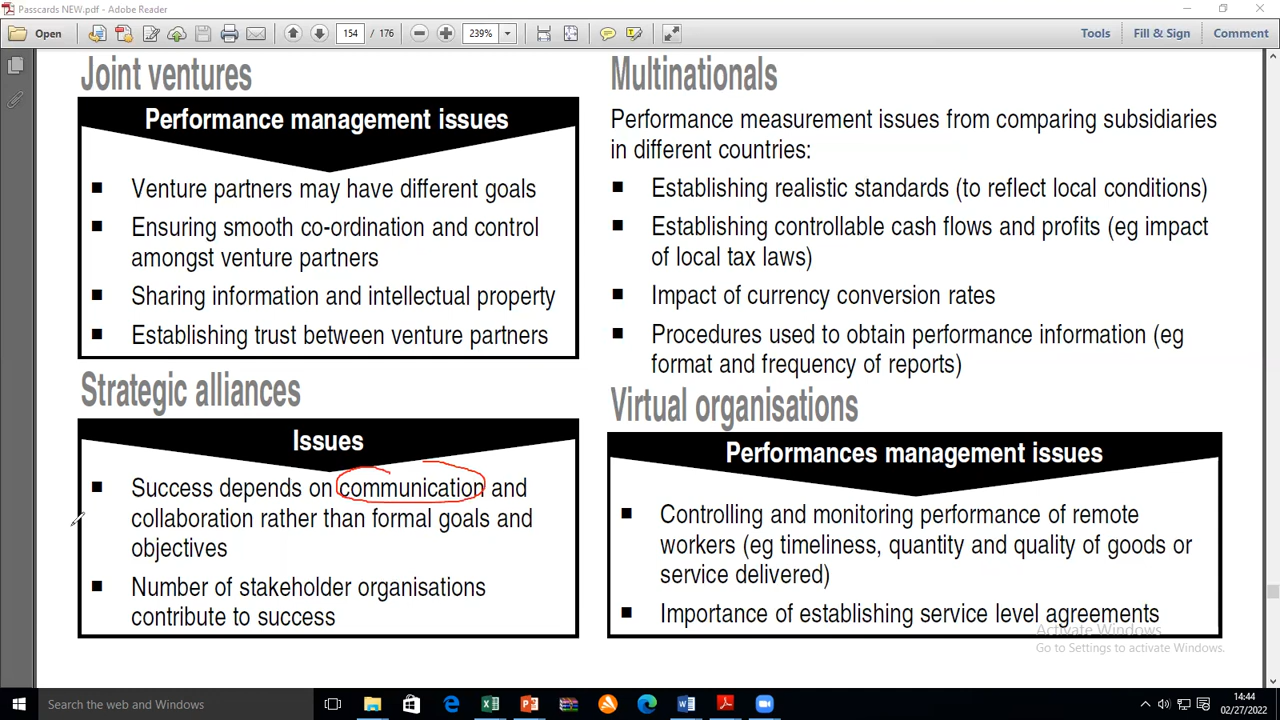 Passcards NEW.pdf - Adobe Reader
Open
154 / 176
239%
Tools
Fill & Sign
Comment
Joint ventures
Performance management issues
■ Venture partners may have different goals
■ Ensuring smooth co-ordination and control
amongst venture partners
■ Sharing information and intellectual property
■ Establishing trust between venture partners
Strategic alliances
Issues
■ Success depends on communication and
collaboration rather than formal goals and
objectives
■ Number of stakeholder organisations
contribute to success
Multinationals
Performance measurement issues from comparing subsidiaries
in different countries:
■ Establishing realistic standards (to reflect local conditions)
■ Establishing controllable cash flows and profits (eg impact
of local tax laws)
■ Impact of currency conversion rates
■ Procedures used to obtain performance information (eg
format and frequency of reports)
Virtual organisations
Performances management issues
■ Controlling and monitoring performance of remote
workers (eg timeliness, quantity and quality of goods or
service delivered)
■ Importance of establishing service level agreements
Activate Windows
Go to Settings to activate Windows.
Search the web and Windows
14:44
02/27/2022